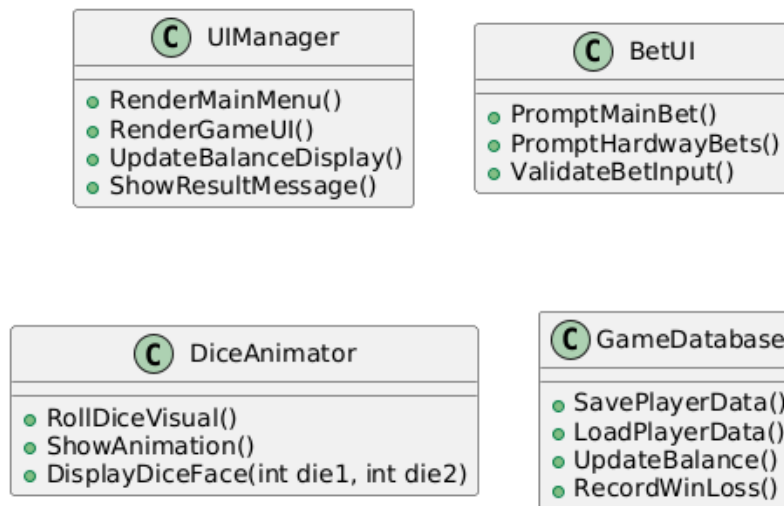 C UIManager
RenderMainMenu()
RenderGameUI()
UpdateBalanceDisplay()
ShowResultMessage()
C BetUI
PromptMainBet()
PromptHardwayBets()
ValidateBetInput()
C DiceAnimator
RollDiceVisual()
ShowAnimation()
DisplayDiceFace(int die1, int die2)
C GameDatabase
SavePlayerData()
LoadPlayerData()
UpdateBalance()
RecordWinLoss()